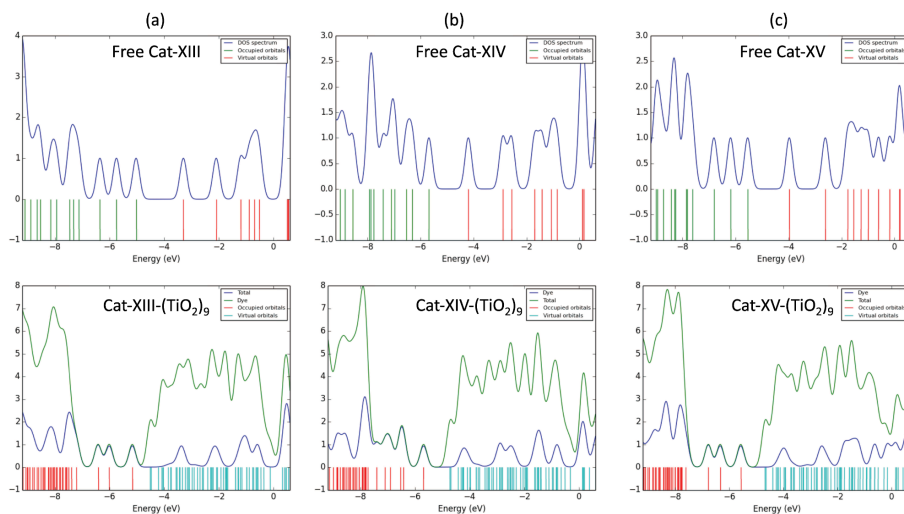 (a)
(b)
(c)
Free Cat-XIII
DOS spectrum
Occupied orbitals
Virtual orbitals
4
3
2
1
0
−1
−8
−6
−4
−2
0
Energy (eV)
Free Cat-XIV
DOS spectrum
Occupied orbitals
Virtual orbitals
3.0
2.5
2.0
1.5
1.0
0.5
0.0
−0.5
−1.0
−8
−6
−4
−2
0
Energy (eV)
Free Cat-XV
DOS spectrum
Occupied orbitals
Virtual orbitals
3.0
2.5
2.0
1.5
1.0
0.5
0.0
−0.5
−1.0
−8
−6
−4
−2
0
Energy (eV)
Cat-XIII-(TiO₂)₉
Total
Dye
Occupied orbitals
Virtual orbitals
8
7
6
5
4
3
2
1
0
−1
−8
−6
−4
−2
0
Energy (eV)
Cat-XIV-(TiO₂)₉
Dye
Total
Occupied orbitals
Virtual orbitals
8
7
6
5
4
3
2
1
0
−1
−8
−6
−4
−2
0
Energy (eV)
Cat-XV-(TiO₂)₉
Dye
Total
Occupied orbitals
Virtual orbitals
8
7
6
5
4
3
2
1
0
−1
−8
−6
−4
−2
0
Energy (eV)